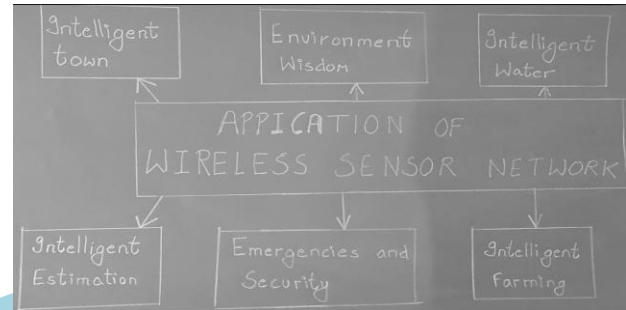 Intelligent
town
Environment
Wisdom
Intelligent
Water
APPICATION OF
WIRELESS SENSOR NETWORK
Intelligent
Estimation
Emergencies and
Security
Intelligent
Farming